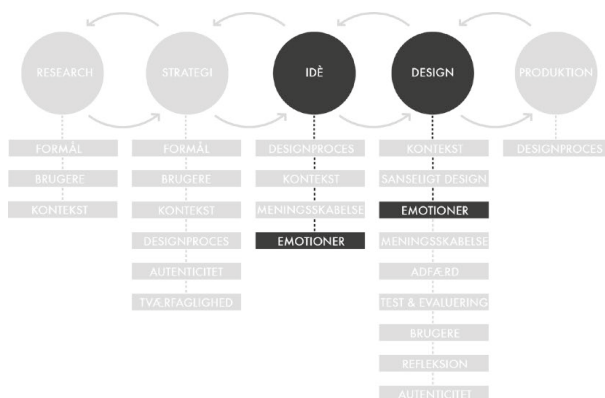 RESEARCH
STRATEGI
IDÈ
DESIGN
PRODUKTION
FORMÅL
BRUGERE
KONTEKST
FORMÅL
BRUGERE
KONTEKST
DESIGNPROCES
AUTENTICITET
TVÆRFAGLIGHED
DESIGNPROCES
KONTEKST
MENINGSSKABELSE
EMOTIONER
KONTEKST
SANSELIGT DESIGN
EMOTIONER
MENINGSSKABELSE
ADFÆRD
TEST & EVALUERING
BRUGERE
REFLEKSION
AUTENTICITET
DESIGNPROCES